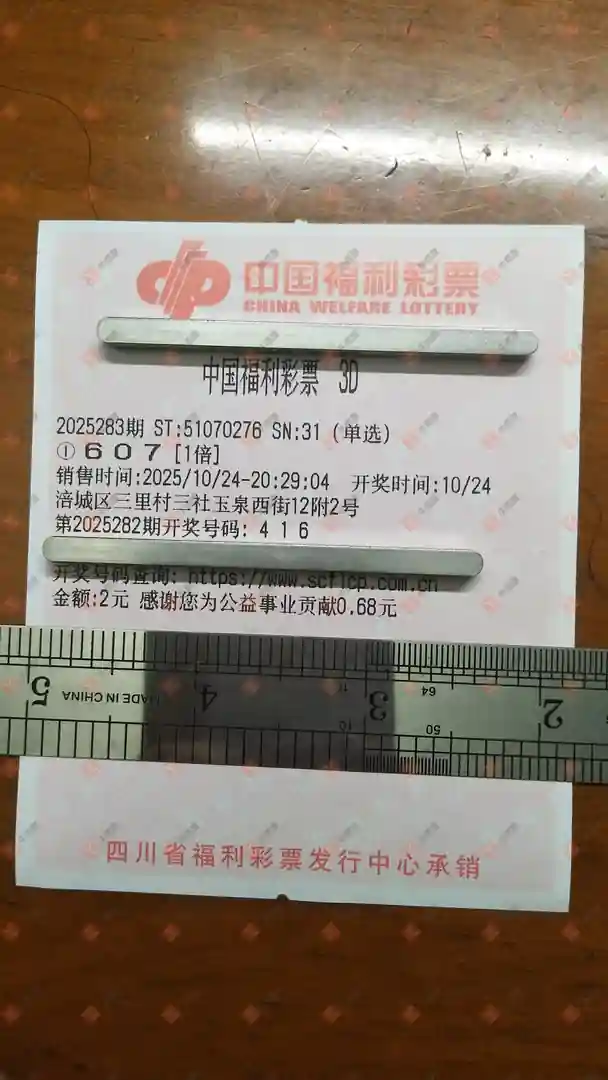 中国福利彩票
CHINA WELFARE LOTTERY
中国福利彩票 3D
2025283期 ST:51070276 SN:31 (单选)
① 6 0 7 [1倍]
销售时间:2025/10/24-20:29:04 开奖时间:10/24
涪城区三里村三社玉泉西街12附2号
第2025282期开奖号码: 4 1 6
开奖号码查询: https://www.scflcp.com.cn
金额:2元 感谢您为公益事业贡献0.68元
5 MADE IN CHINA 4 3 64 2
50
四川省福利彩票发行中心承销